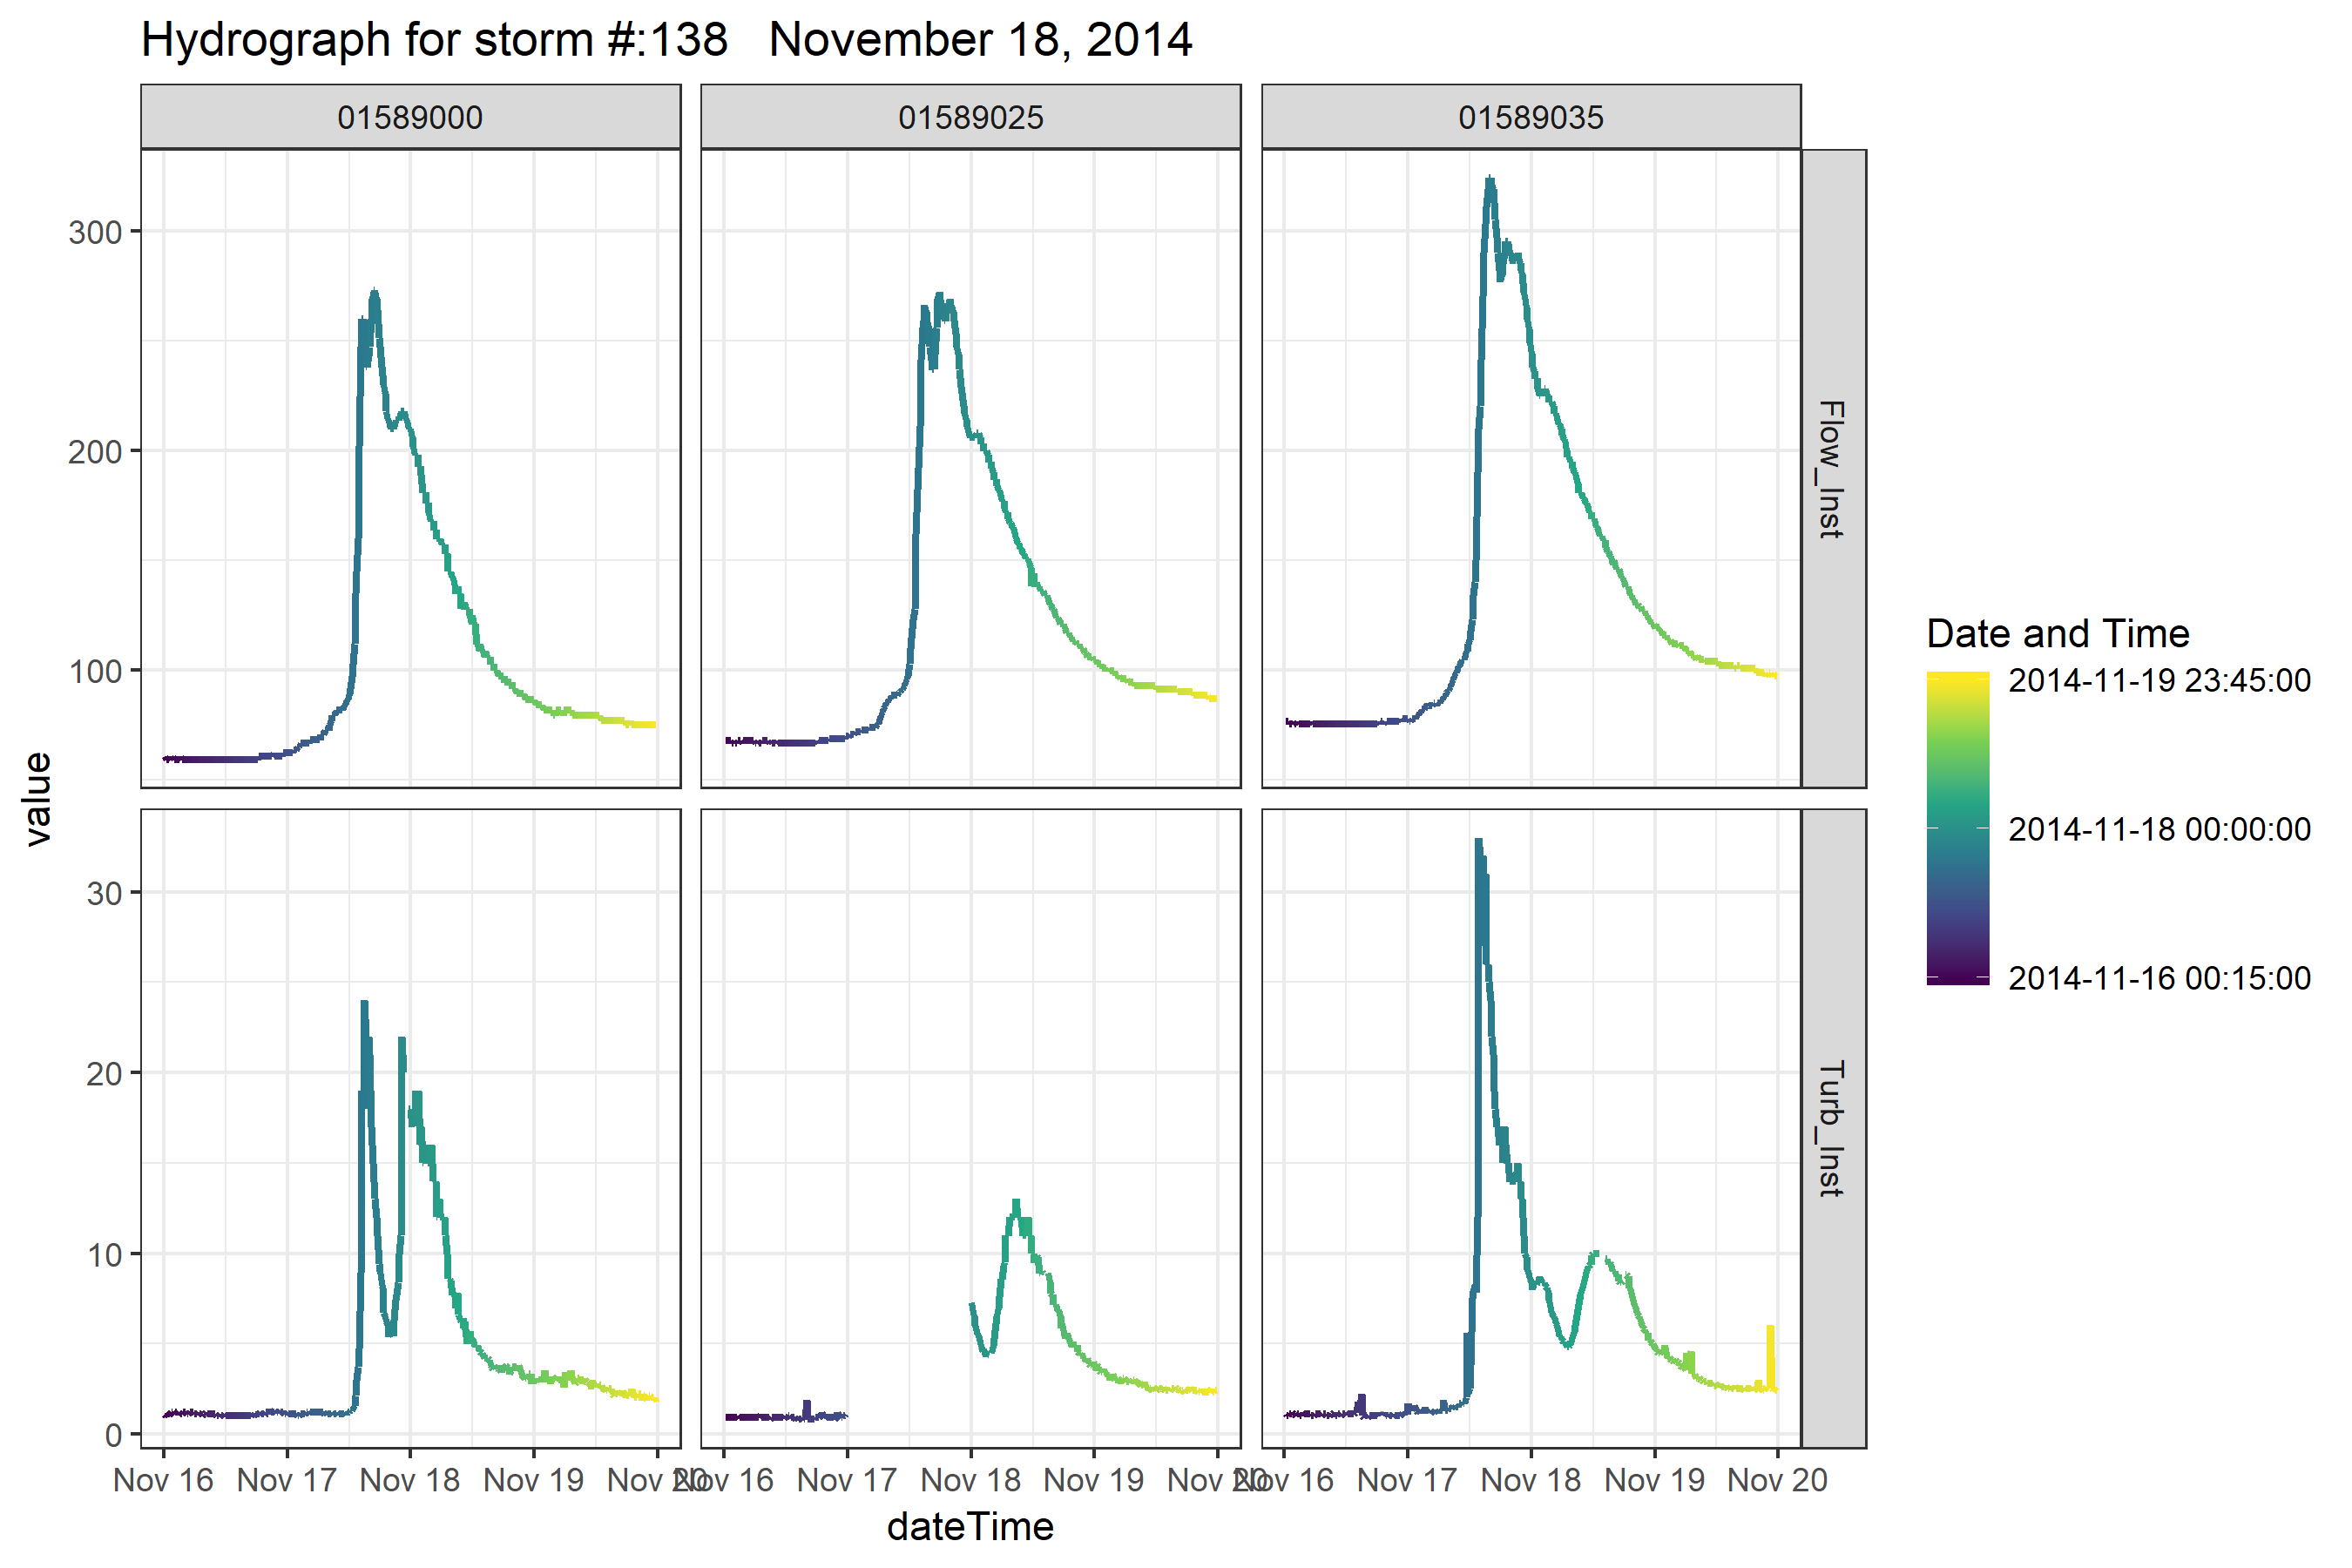 Hydrograph for storm #:138   November 18, 2014
01589000
01589025
01589035
300
200
100
Flow_Inst
value
30
20
10
0
Turb_Inst
Nov 16
Nov 17
Nov 18
Nov 19
Nov 20
Nov 16
Nov 17
Nov 18
Nov 19
Nov 20
Nov 16
Nov 17
Nov 18
Nov 19
Nov 20
dateTime
Date and Time
2014-11-19 23:45:00
2014-11-18 00:00:00
2014-11-16 00:15:00